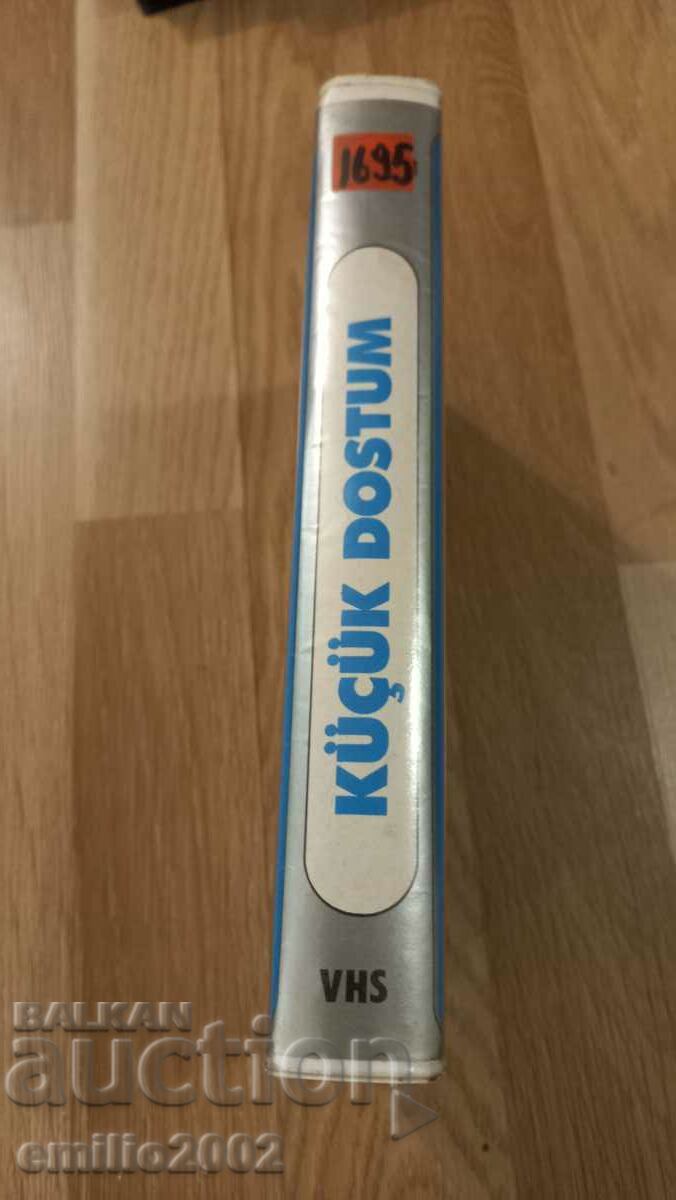 1695
KÜÇÜK DOSTUM
VHS
BALKAN
auction
emilio2002